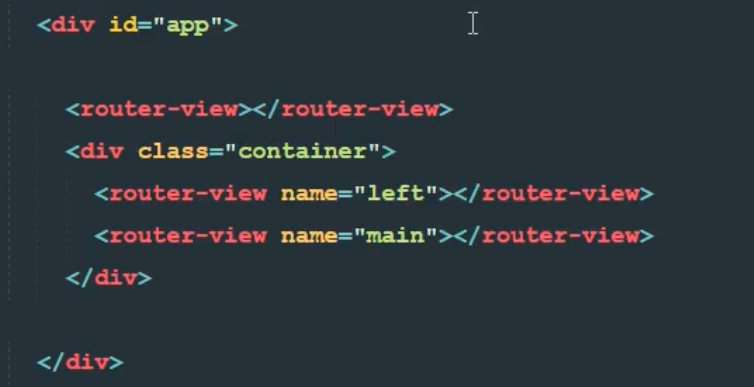 <div id="app">
<router-view></router-view>
<div class="container">
<router-view name="left"></router-view>
<router-view name="main"></router-view>
</div>
</div>